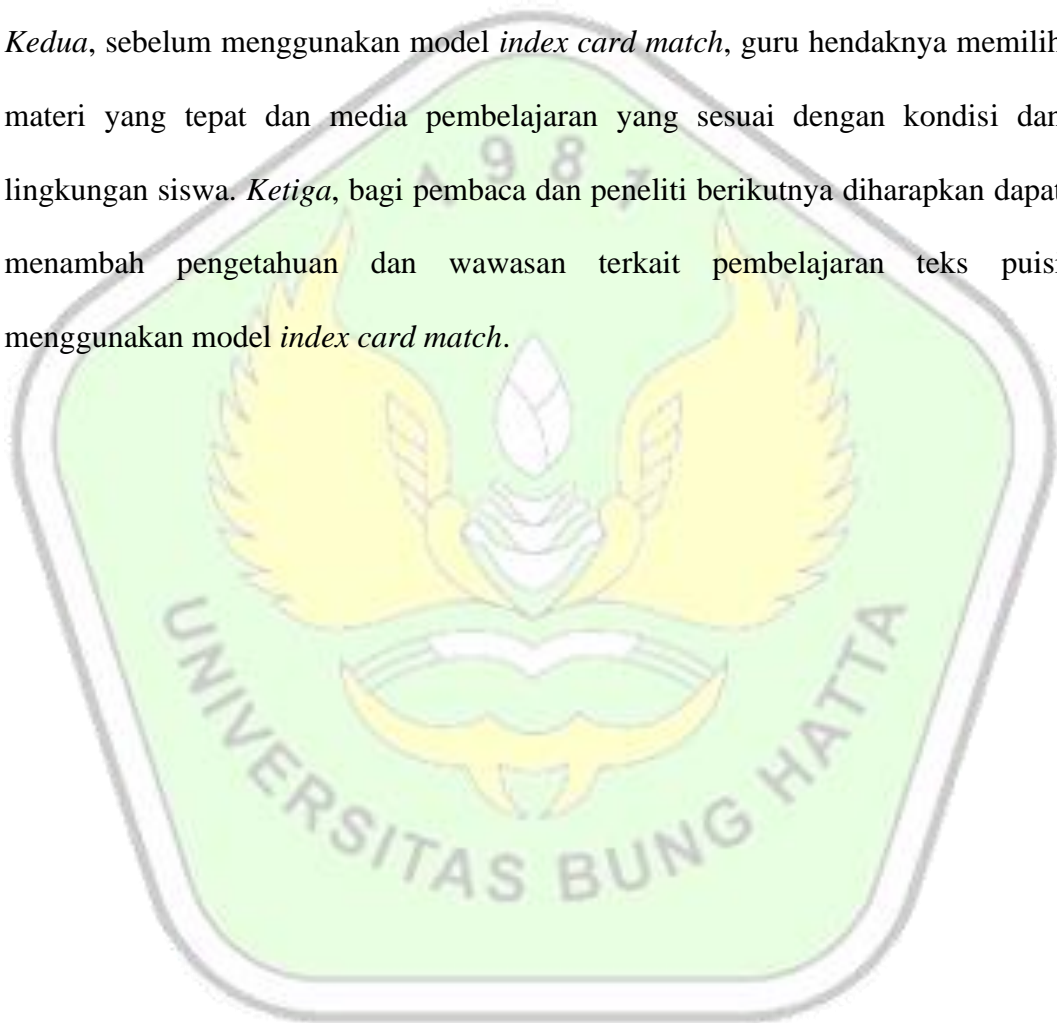 Kedua, sebelum menggunakan model index card match, guru hendaknya memilih
materi yang tepat dan media pembelajaran yang sesuai dengan kondisi dan
lingkungan siswa. Ketiga, bagi pembaca dan peneliti berikutnya diharapkan dapat
menambah pengetahuan dan wawasan terkait pembelajaran teks puisi
menggunakan model index card match.
1981
UNIVERSITAS BUNG HATTA